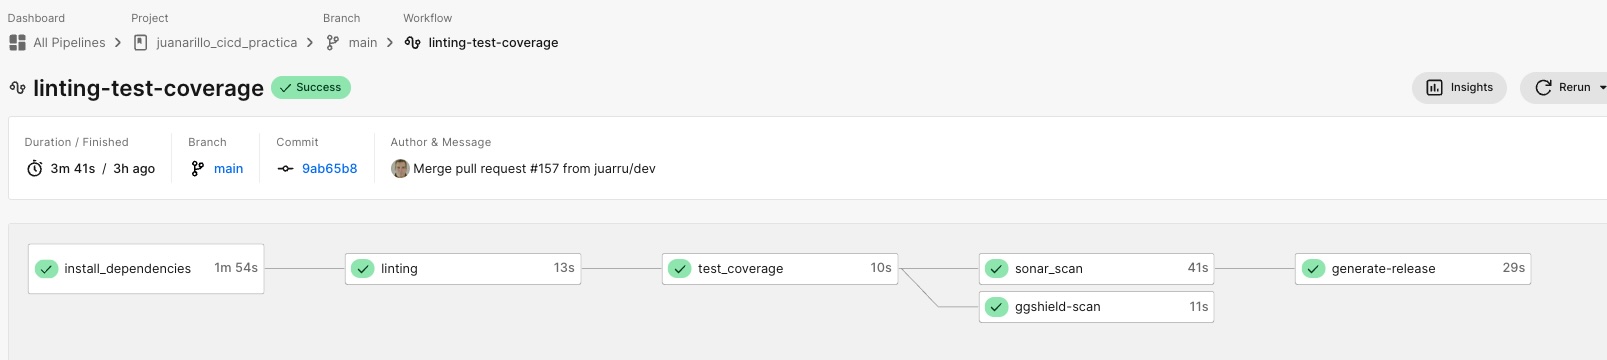 Dashboard Project Branch Workflow
All Pipelines juanarillo_cicd_practica main linting-test-coverage
linting-test-coverage Success Insights Rerun
Duration / Finished Branch Commit Author & Message
3m 41s / 3h ago main 9ab65b8 Merge pull request #157 from juarru/dev
install_dependencies 1m 54s linting 13s test_coverage 10s sonar_scan 41s generate-release 29s
ggshield-scan 11s